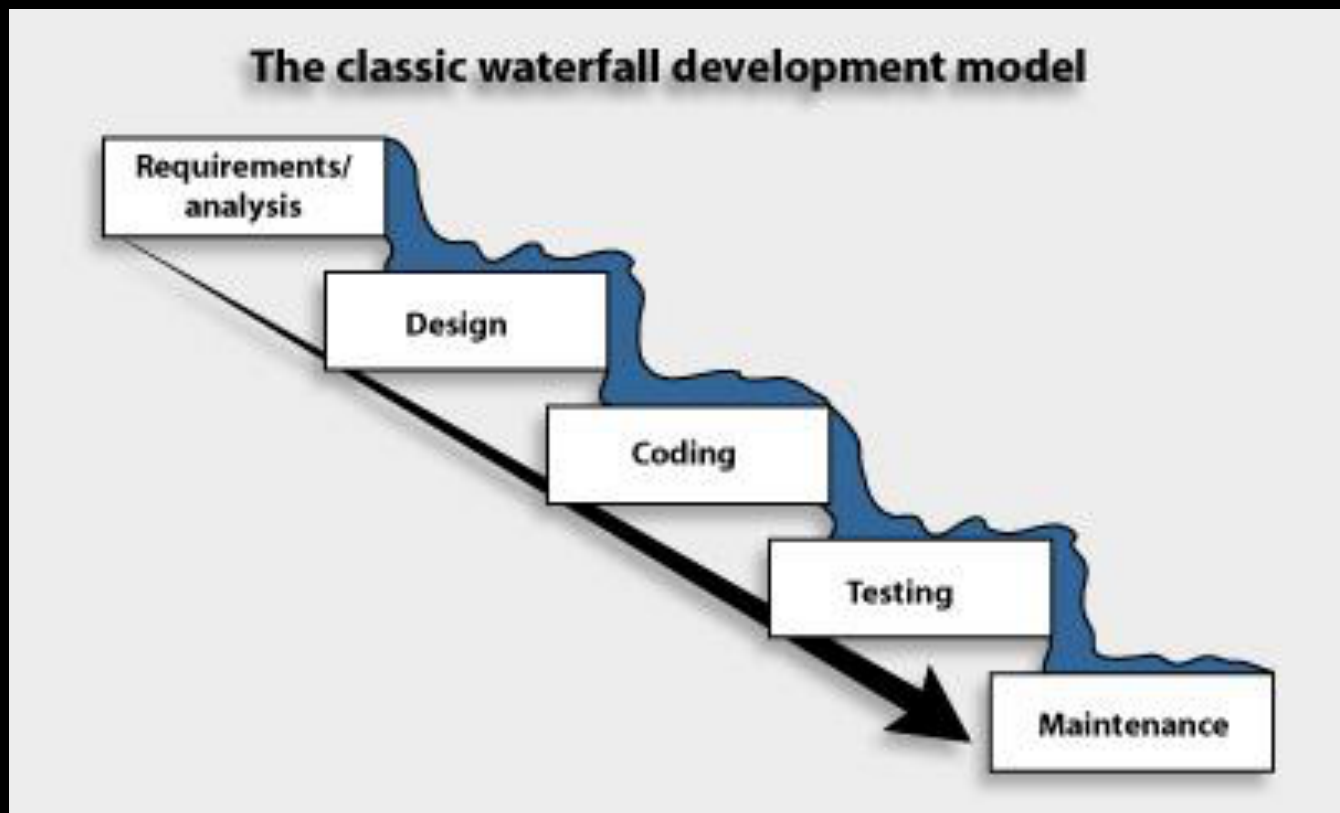 The classic waterfall development model
Requirements/
analysis
Design
Coding
Testing
Maintenance